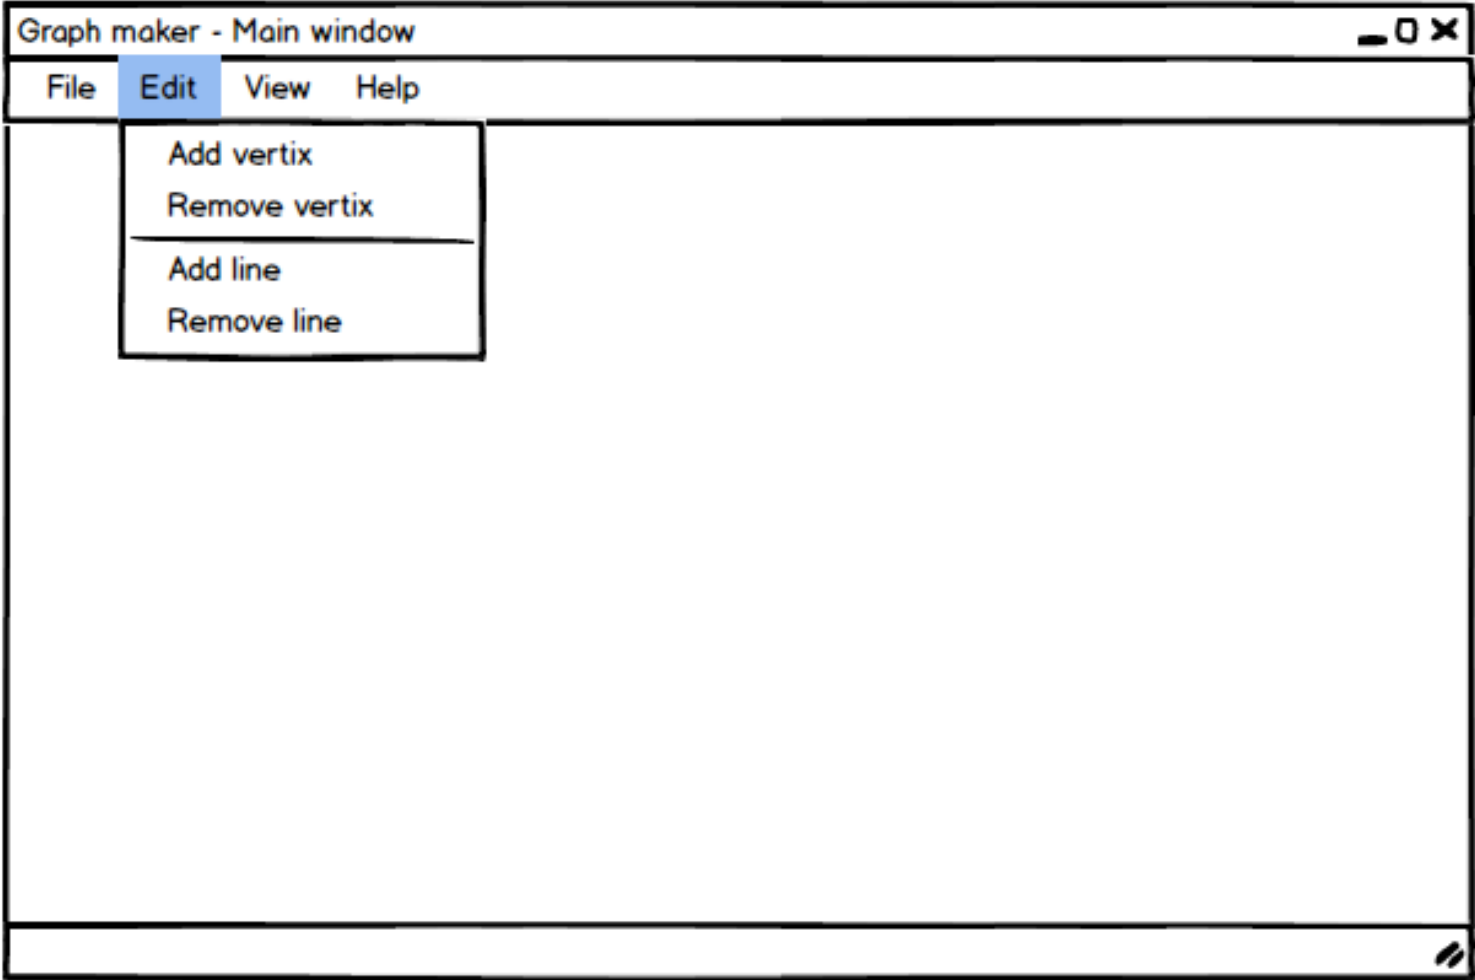 Graph maker - Main window
File Edit View Help
Add vertix
Remove vertix
Add line
Remove line